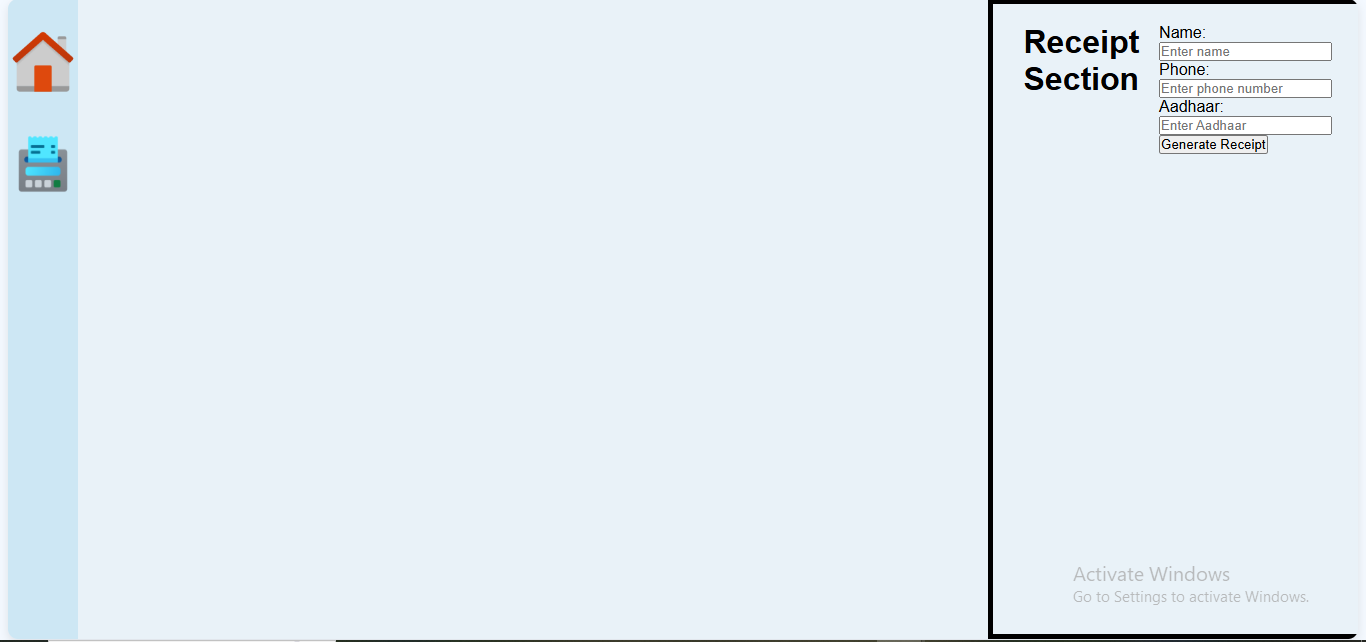 Receipt
Section
Name:
Enter name
Phone:
Enter phone number
Aadhaar:
Enter Aadhaar
Generate Receipt
Activate Windows
Go to Settings to activate Windows.